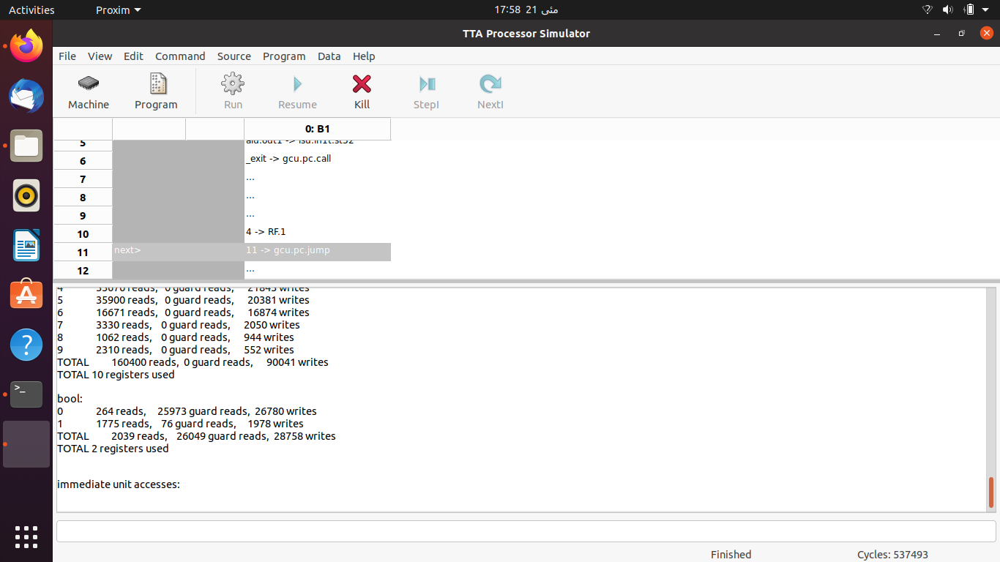 Activities Proxim 17:58 21 مئی
TTA Processor Simulator
File View Edit Command Source Program Data Help
Machine Program Run Resume Kill StepI NextI
0: B1
5 alu.out1 -> lsu.in1t.st32
6 _exit -> gcu.pc.call
7 ...
8 ...
9 ...
10 4 -> RF.1
11 next> 11 -> gcu.pc.jump
12 ...
4 33070 reads, 0 guard reads, 21843 writes
5 35900 reads, 0 guard reads, 20381 writes
6 16671 reads, 0 guard reads, 16874 writes
7 3330 reads, 0 guard reads, 2050 writes
8 1062 reads, 0 guard reads, 944 writes
9 2310 reads, 0 guard reads, 552 writes
TOTAL 160400 reads, 0 guard reads, 90041 writes
TOTAL 10 registers used
bool:
0 264 reads, 25973 guard reads, 26780 writes
1 1775 reads, 76 guard reads, 1978 writes
TOTAL 2039 reads, 26049 guard reads, 28758 writes
TOTAL 2 registers used
immediate unit accesses:
Finished Cycles: 537493